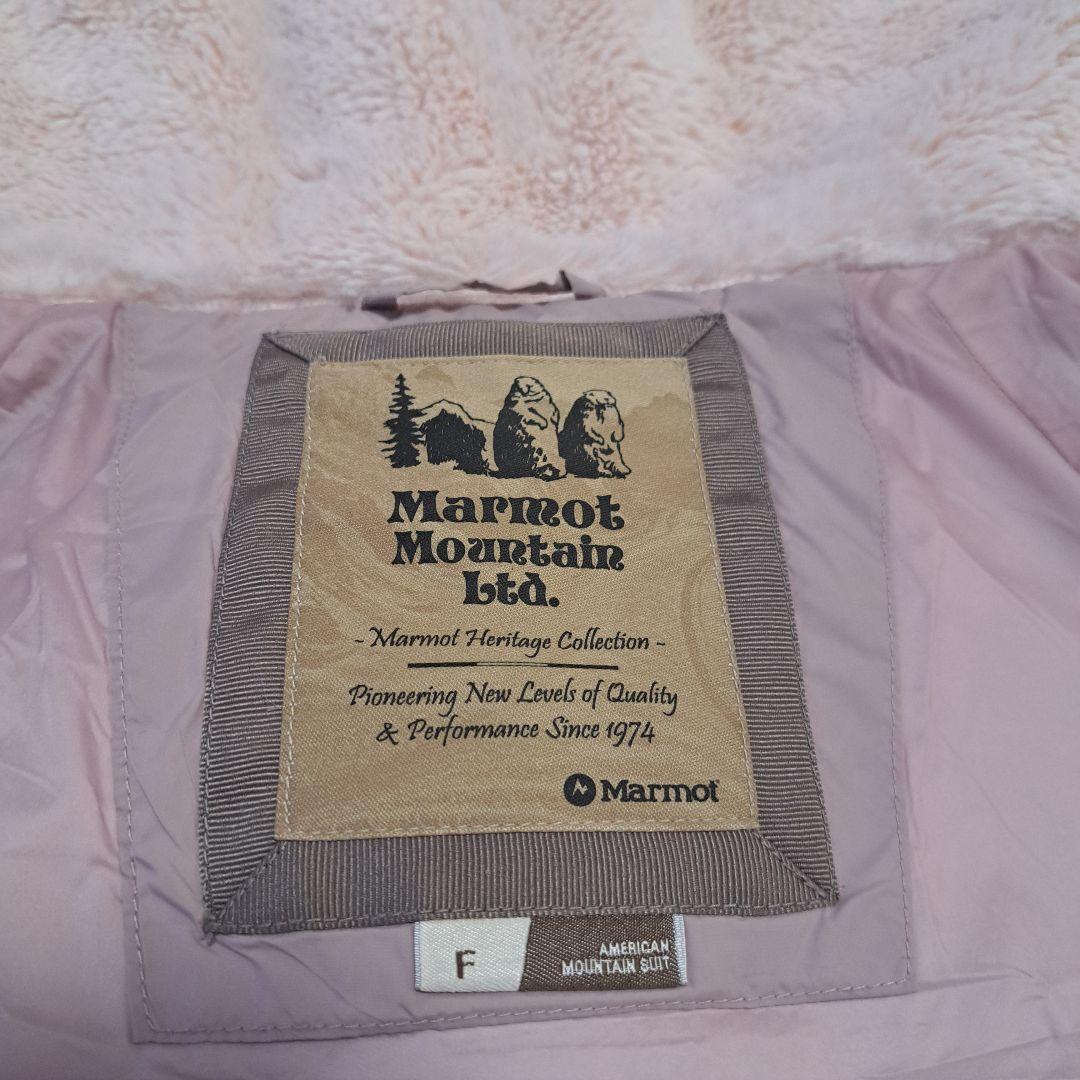 Marmot
Mountain
Ltd.
~Marmot Heritage Collection~
Pioneering New Levels of Quality
& Performance Since 1974
Marmot
F
AMERICAN
MOUNTAIN SUIT